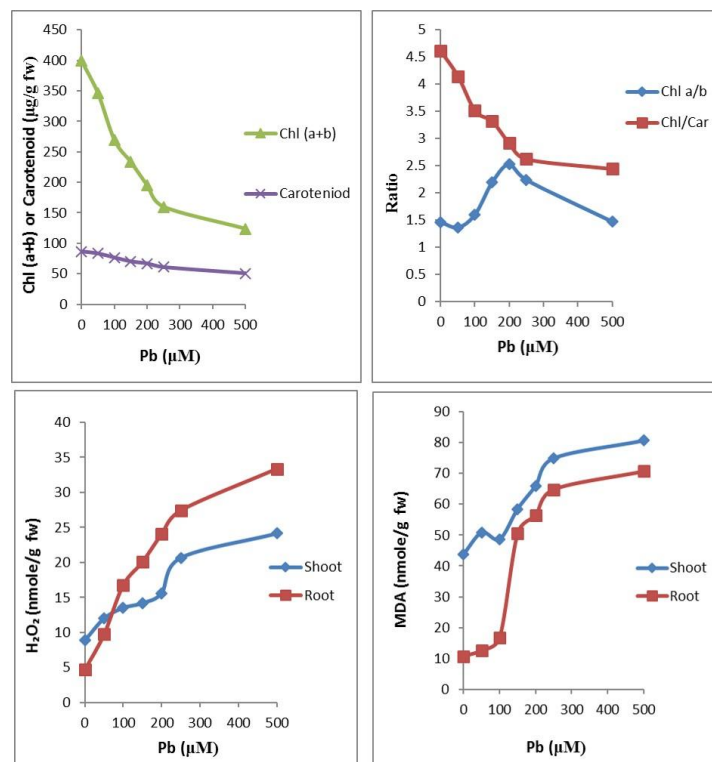 Chl (a+b) or Carotenoid (µg/g fw)
450
400
350
300
250
200
150
100
50
0
0 100 200 300 400 500
Pb (µM)
Chl (a+b)
Caroteniod
Ratio
5
4.5
4
3.5
3
2.5
2
1.5
1
0.5
0
0 100 200 300 400 500
Pb (µM)
Chl a/b
Chl/Car
H₂O₂ (nmole/g fw)
40
35
30
25
20
15
10
5
0
0 100 200 300 400 500
Pb (µM)
Shoot
Root
MDA (nmole/g fw)
90
80
70
60
50
40
30
20
10
0
0 100 200 300 400 500
Pb (µM)
Shoot
Root